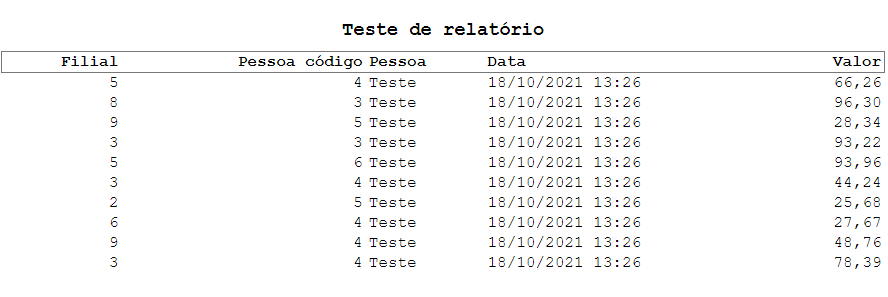 Teste de relatório
Filial Pessoa código Pessoa Data Valor
5 4 Teste 18/10/2021 13:26 66,26
8 3 Teste 18/10/2021 13:26 96,30
9 5 Teste 18/10/2021 13:26 28,34
3 3 Teste 18/10/2021 13:26 93,22
5 6 Teste 18/10/2021 13:26 93,96
3 4 Teste 18/10/2021 13:26 44,24
2 5 Teste 18/10/2021 13:26 25,68
6 4 Teste 18/10/2021 13:26 27,67
9 4 Teste 18/10/2021 13:26 48,76
3 4 Teste 18/10/2021 13:26 78,39